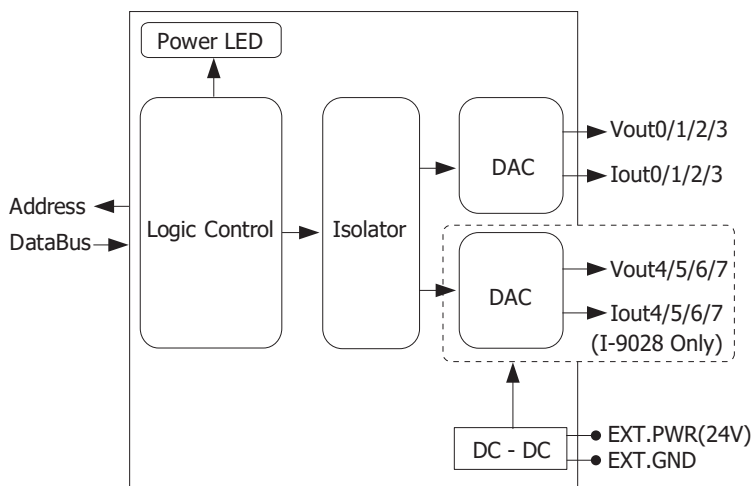 Power LED
Address
DataBus
Logic Control
Isolator
DAC
Vout0/1/2/3
Iout0/1/2/3
DAC
Vout4/5/6/7
Iout4/5/6/7
(I-9028 Only)
DC - DC
EXT.PWR(24V)
EXT.GND